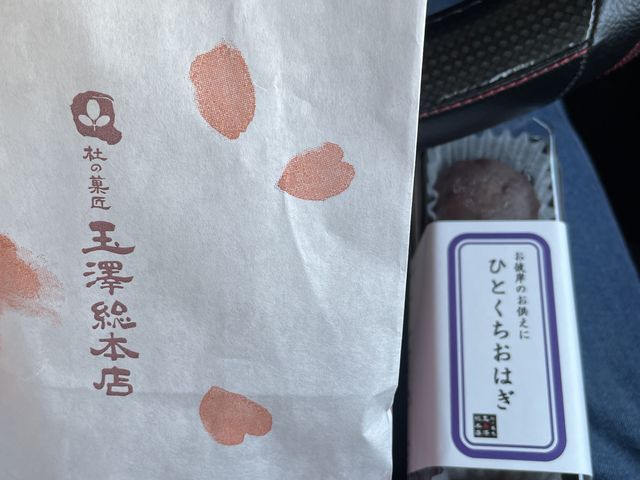 杜の菓匠
玉澤総本店
お彼岸のお供えに
ひとくちおはぎ